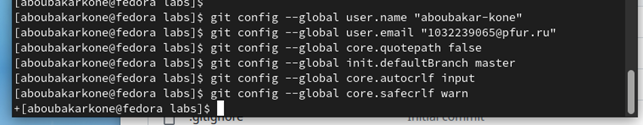 [aboubakarkone@fedora labs]$
[aboubakarkone@fedora labs]$ git config --global user.name "aboubakar-kone"
[aboubakarkone@fedora labs]$ git config --global user.email "1032239065@pfur.ru"
[aboubakarkone@fedora labs]$ git config --global core.quotepath false
[aboubakarkone@fedora labs]$ git config --global init.defaultBranch master
[aboubakarkone@fedora labs]$ git config --global core.autocrlf input
[aboubakarkone@fedora labs]$ git config --global core.safecrlf warn
+[aboubakarkone@fedora labs]$
.gitignore Initial commit